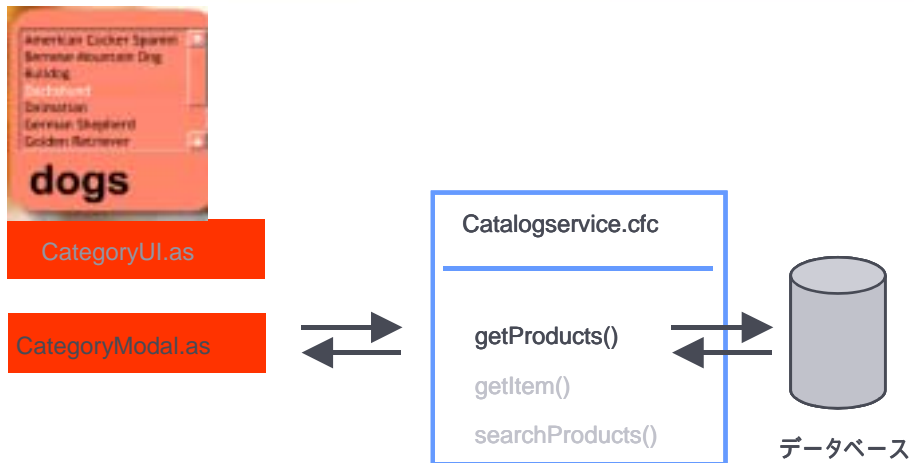 American Cocker Spaniel
Bernese Mountain Dog
Bulldog
Dachshund
Dalmatian
German Shepherd
Golden Retriever
dogs
CategoryUI.as
CategoryModal.as
Catalogservice.cfc
getProducts()
getItem()
searchProducts()
データベース